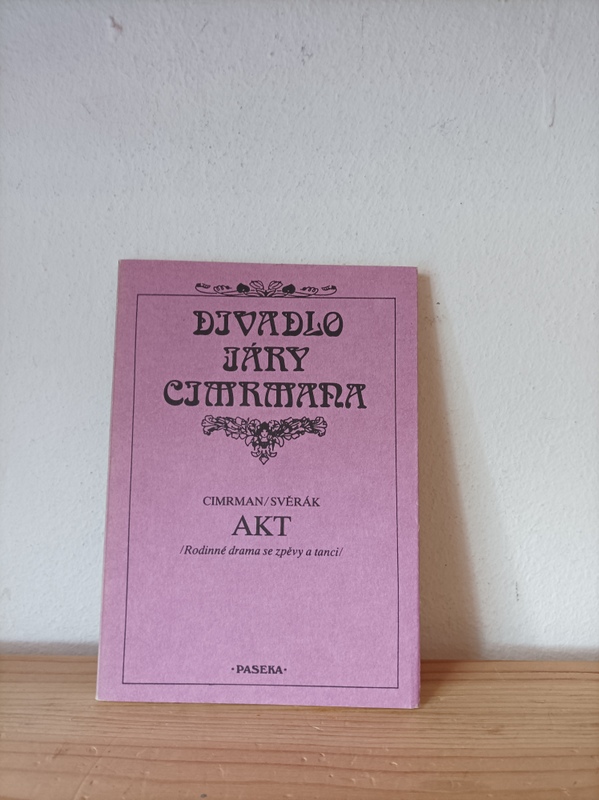 DIVADLO
JÁRY
CIMRMANA
CIMRMAN/SVĚRÁK
AKT
/Rodinné drama se zpěvy a tanci/
·PASEKA·